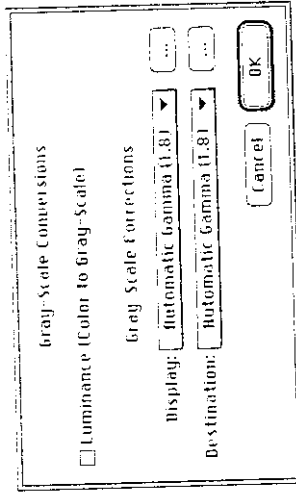 Gray-Scale Conversions
Luminance (Color to Gray-Scale)
Gray Scale Corrections
Display: Automatic Gamma (1.8) ...
Destination: Automatic Gamma (1.8) ...
Cancel OK